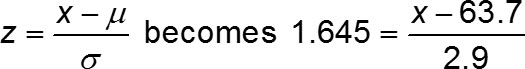 z = (x − μ)/σ becomes 1.645 = (x − 63.7)/2.9